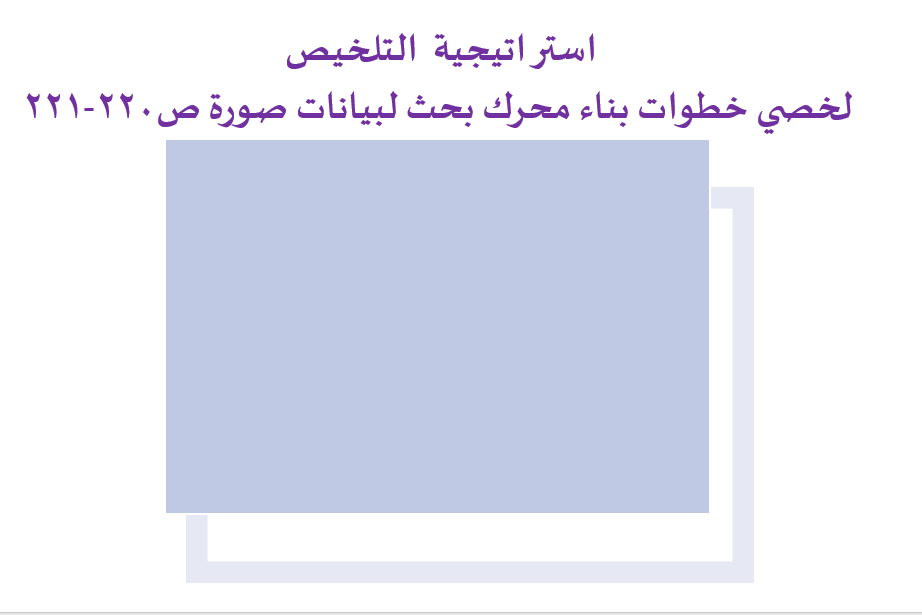 استراتيجية التلخيص
لخصي خطوات بناء محرك بحث لبيانات صورة ص٢٢٠-٢٢١